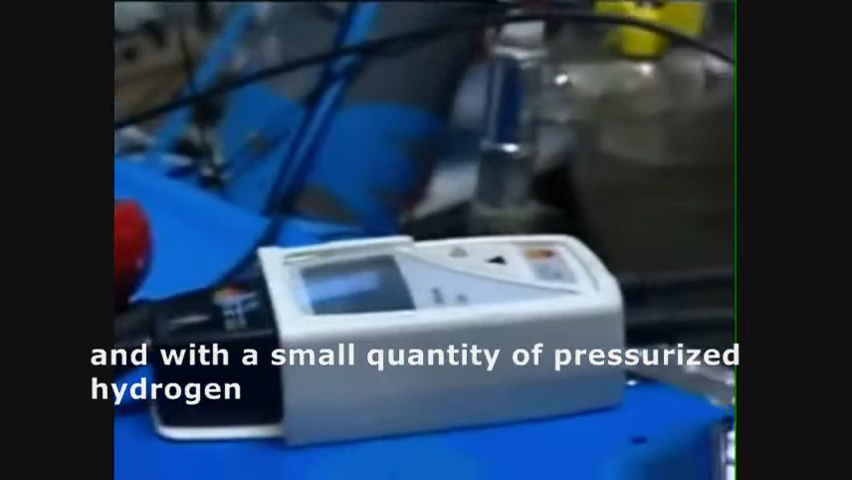 and with a small quantity of pressurized
hydrogen